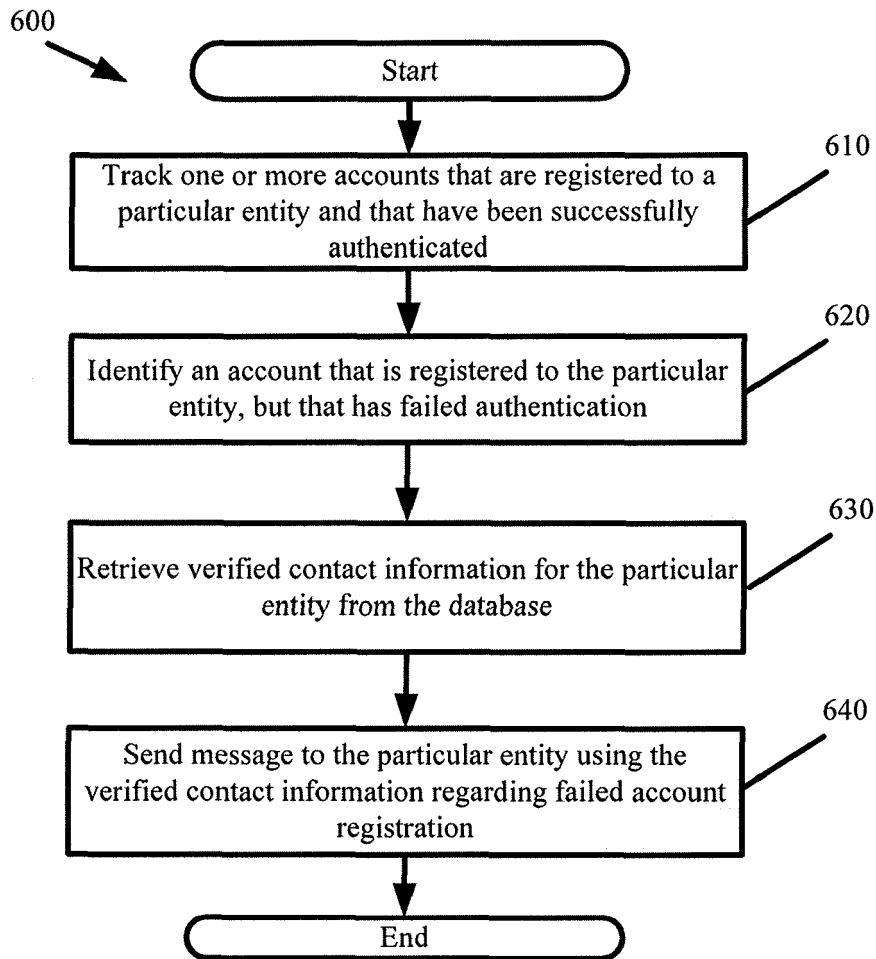 600
Start
610
Track one or more accounts that are registered to a
particular entity and that have been successfully
authenticated
620
Identify an account that is registered to the particular
entity, but that has failed authentication
630
Retrieve verified contact information for the particular
entity from the database
640
Send message to the particular entity using the
verified contact information regarding failed account
registration
End